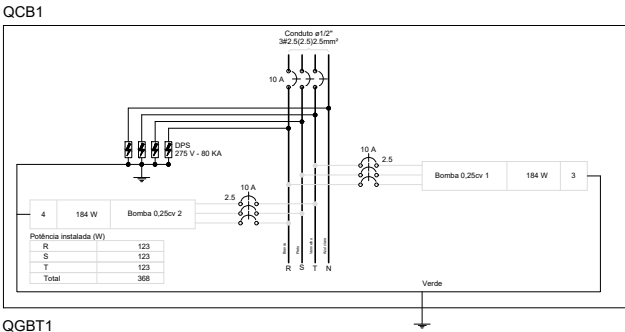 QCB1
Conduto ø1/2"
3#2.5(2.5)2.5mm²
10 A
DPS
275 V - 80 KA
10 A
2.5
Bomba 0,25cv 1
184 W
3
10 A
2.5
4
184 W
Bomba 0,25cv 2
Potência instalada (W)
R 123
S 123
T 123
Total 368
R S T N
Verde
QGBT1